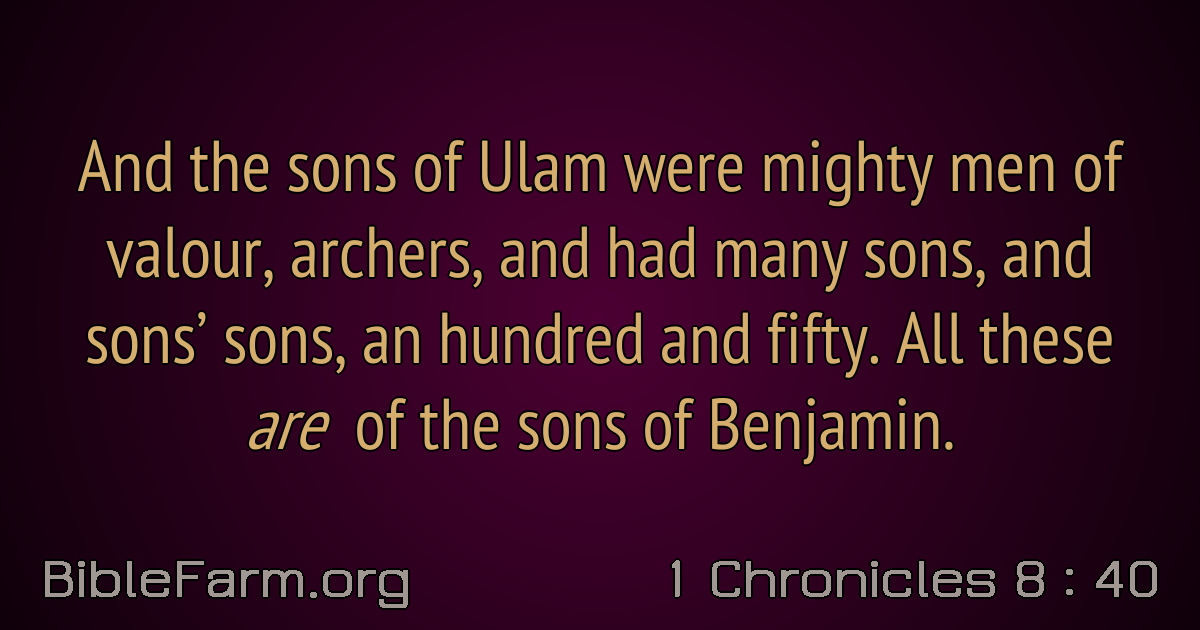 And the sons of Ulam were mighty men of
valour, archers, and had many sons, and
sons’ sons, an hundred and fifty. All these
are of the sons of Benjamin.
BibleFarm.org
1 Chronicles 8 : 40